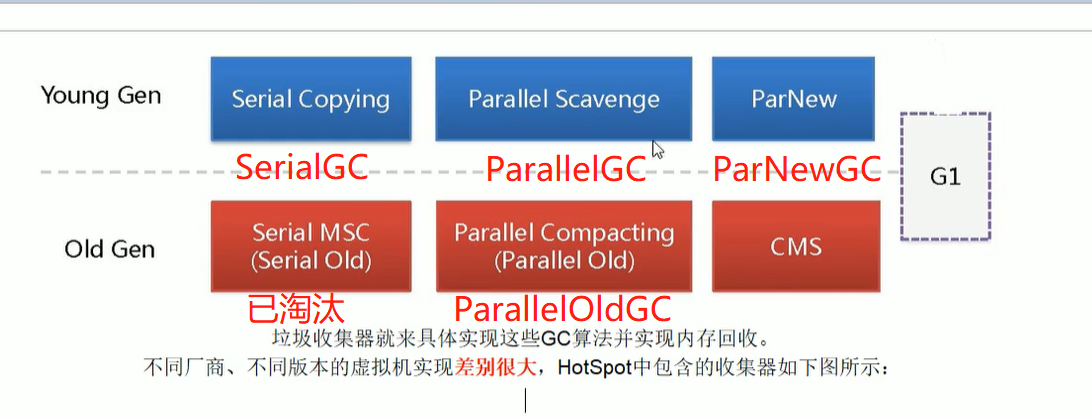 Young Gen
Serial Copying
Parallel Scavenge
ParNew
SerialGC
ParallelGC
ParNewGC
G1
Old Gen
Serial MSC
(Serial Old)
Parallel Compacting
(Parallel Old)
CMS
已淘汰
ParallelOldGC
垃圾收集器就来具体实现这些GC算法并实现内存回收。
不同厂商、不同版本的虚拟机实现差别很大，HotSpot中包含的收集器如下图所示：